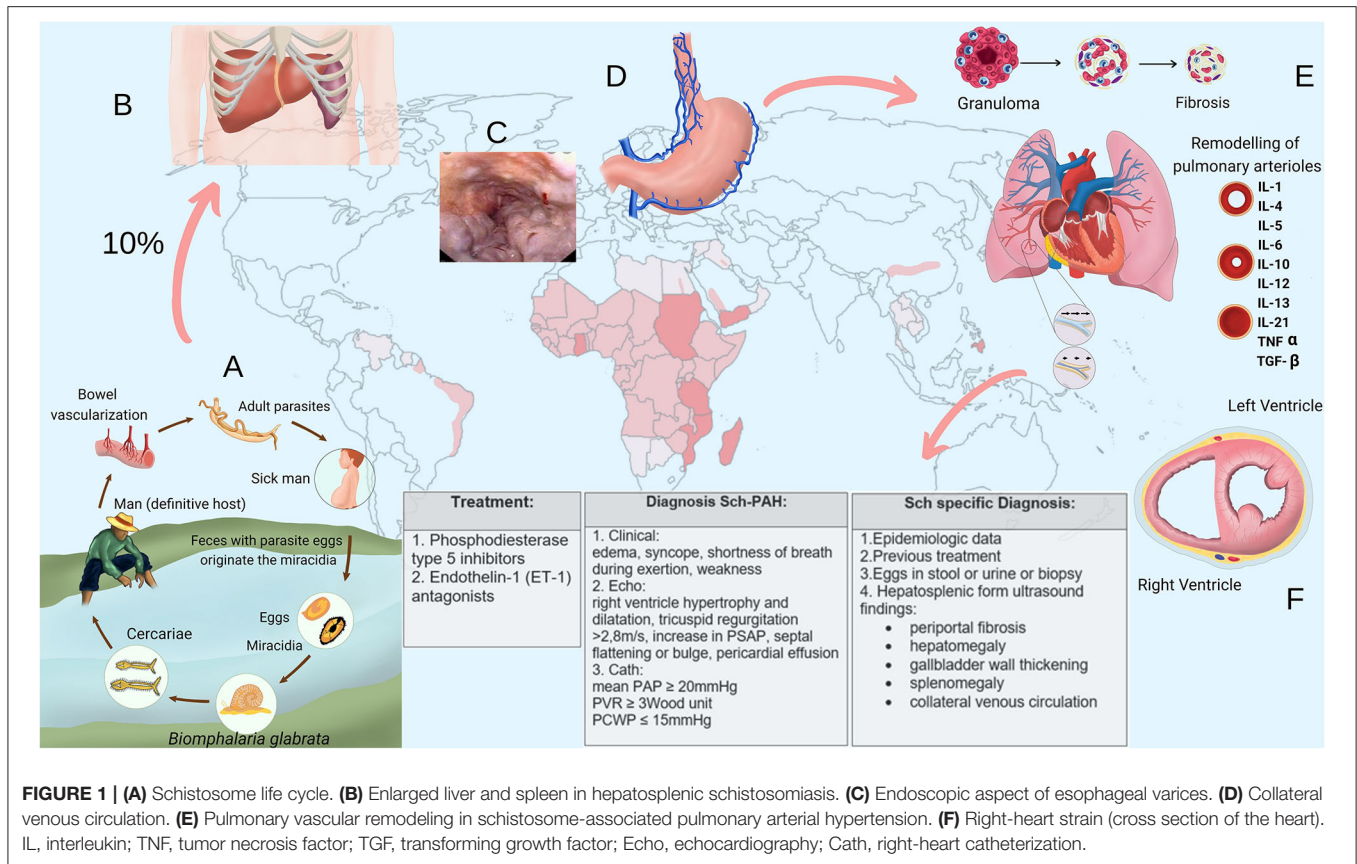 B
10%
C
D
E
Granuloma
Fibrosis
Remodelling of
pulmonary arterioles
IL-1
IL-4
IL-5
IL-6
IL-10
IL-12
IL-13
IL-21
TNF α
TGF- β
A
Bowel
vascularization
Adult parasites
Sick man
Man (definitive host)
Feces with parasite eggs
originate the miracidia
Eggs
Miracidia
Cercariae
Biomphalaria glabrata
Treatment:
1. Phosphodiesterase
type 5 inhibitors
2. Endothelin-1 (ET-1)
antagonists
Diagnosis Sch-PAH:
1. Clinical:
edema, syncope, shortness of breath
during exertion, weakness
2. Echo:
right ventricle hypertrophy and
dilatation, tricuspid regurgitation
>2,8m/s, increase in PSAP, septal
flattening or bulge, pericardial effusion
3. Cath:
mean PAP ≥ 20mmHg
PVR ≥ 3Wood unit
PCWP ≤ 15mmHg
Sch specific Diagnosis:
1.Epidemiologic data
2.Previous treatment
3.Eggs in stool or urine or biopsy
4. Hepatosplenic form ultrasound
findings:
• periportal fibrosis
• hepatomegaly
• gallbladder wall thickening
• splenomegaly
• collateral venous circulation
Left Ventricle
Right Ventricle
F
FIGURE 1 | (A) Schistosome life cycle. (B) Enlarged liver and spleen in hepatosplenic schistosomiasis. (C) Endoscopic aspect of esophageal varices. (D) Collateral
venous circulation. (E) Pulmonary vascular remodeling in schistosome-associated pulmonary arterial hypertension. (F) Right-heart strain (cross section of the heart).
IL, interleukin; TNF, tumor necrosis factor; TGF, transforming growth factor; Echo, echocardiography; Cath, right-heart catheterization.